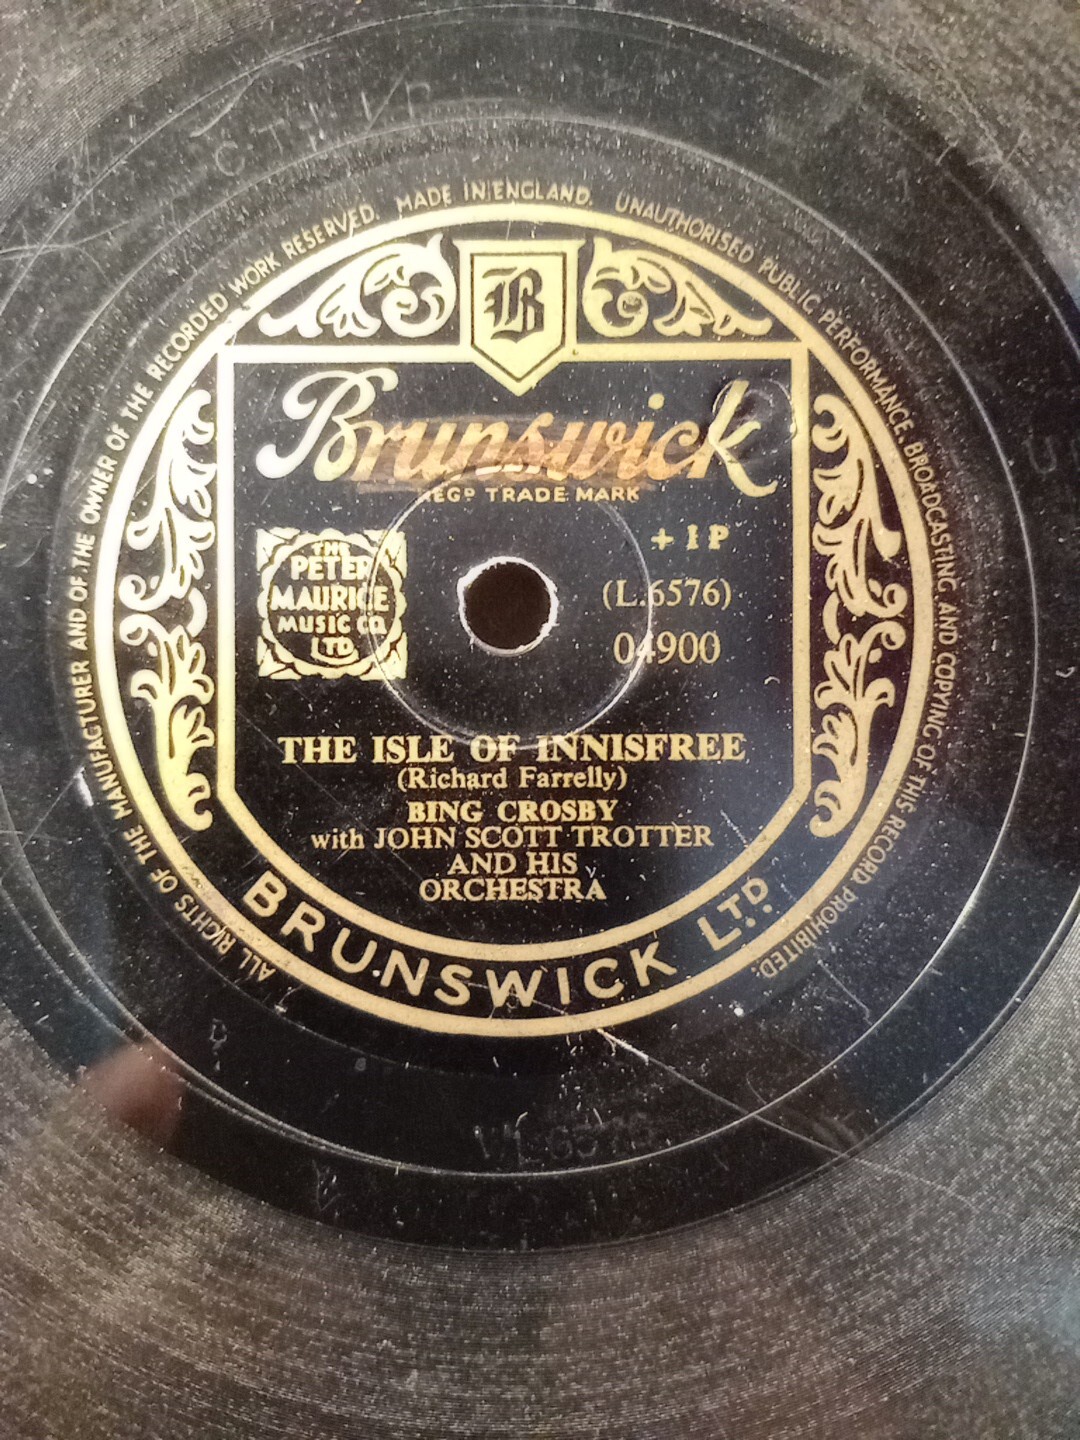 ALL RIGHTS OF THE MANUFACTURER AND OF THE OWNER OF THE RECORDED WORK RESERVED. MADE IN ENGLAND. UNAUTHORISED PUBLIC PERFORMANCE. BROADCASTING AND COPYING OF THIS RECORD PROHIBITED.
B
Brunswick
REGD TRADE MARK
THE
PETER
MAURICE
MUSIC CO.
LTD.
+ 1 P
(L.6576)
04900
THE ISLE OF INNISFREE
(Richard Farrelly)
BING CROSBY
with JOHN SCOTT TROTTER
AND HIS
ORCHESTRA
BRUNSWICK LTD.